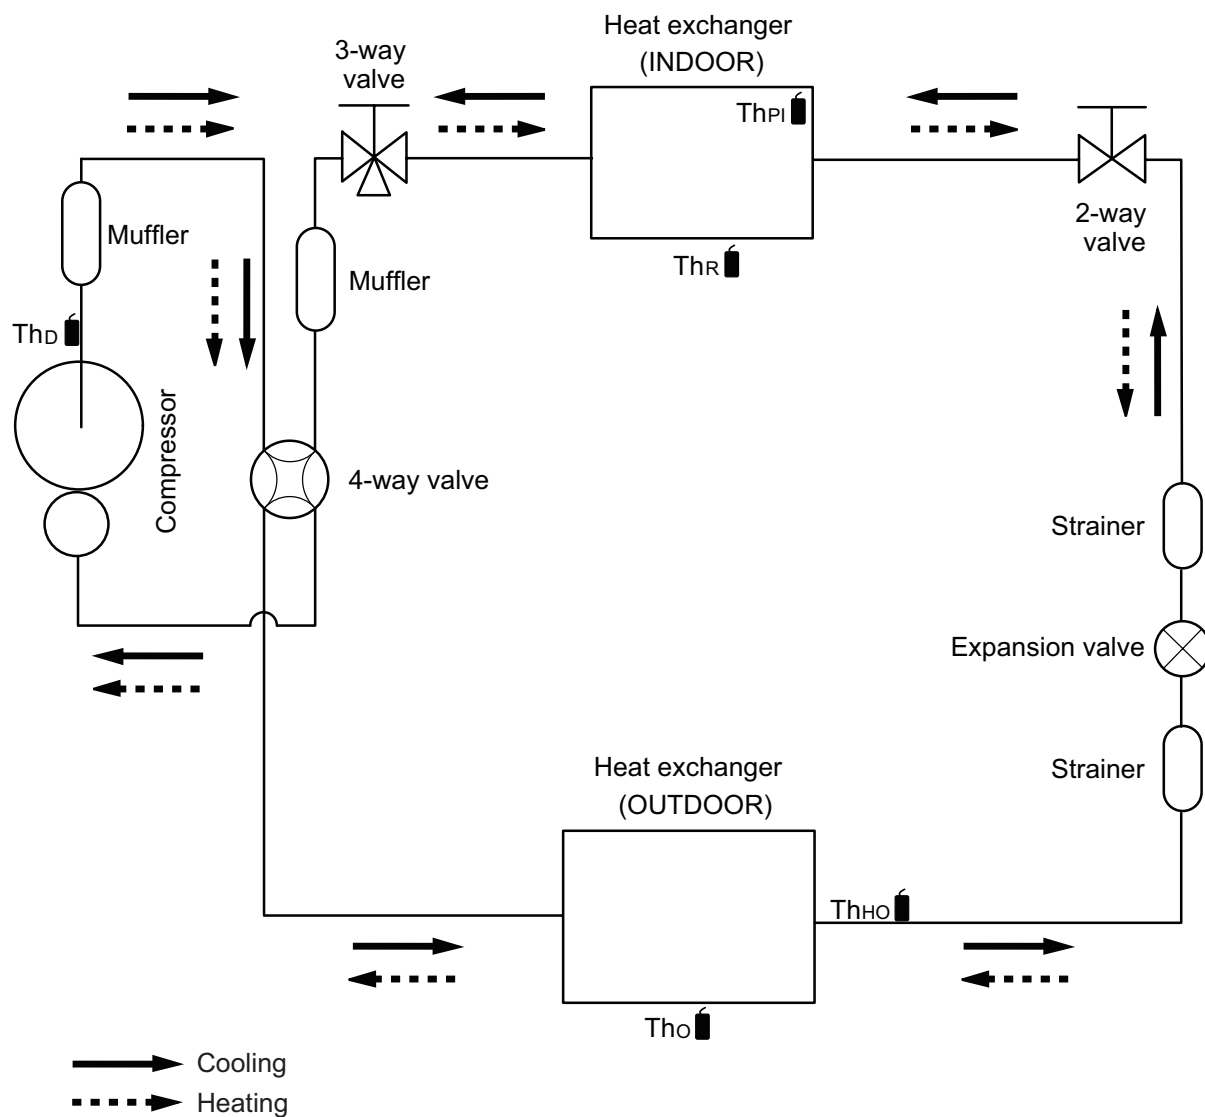 Heat exchanger
(INDOOR)
3-way
valve
ThPI
2-way
valve
Muffler
ThR
Muffler
ThD
Compressor
4-way valve
Strainer
Expansion valve
Strainer
Heat exchanger
(OUTDOOR)
ThHO
ThO
Cooling
Heating